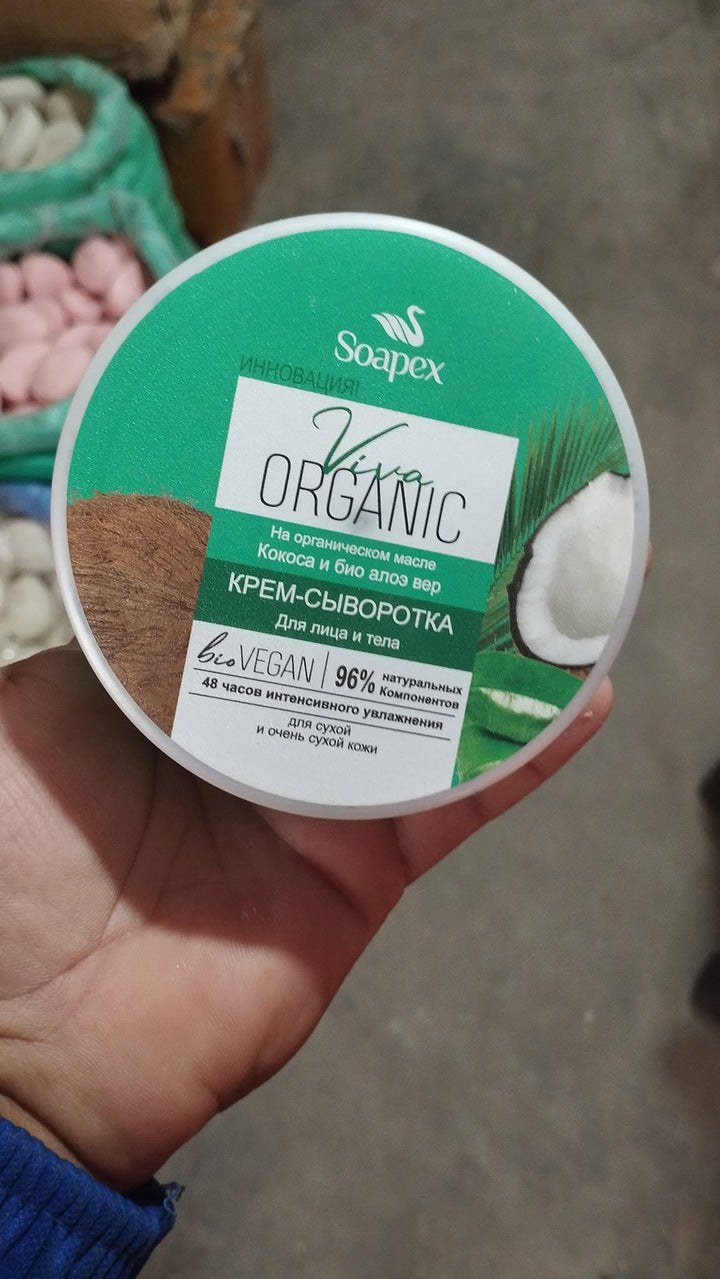 Soapex
ИННОВАЦИЯ!
Viva
ORGANIC
На органическом масле
Кокоса и био алоэ вер
КРЕМ-СЫВОРОТКА
Для лица и тела
bio VEGAN | 96% натуральных
Компонентов
48 часов интенсивного увлажнения
для сухой
и очень сухой кожи